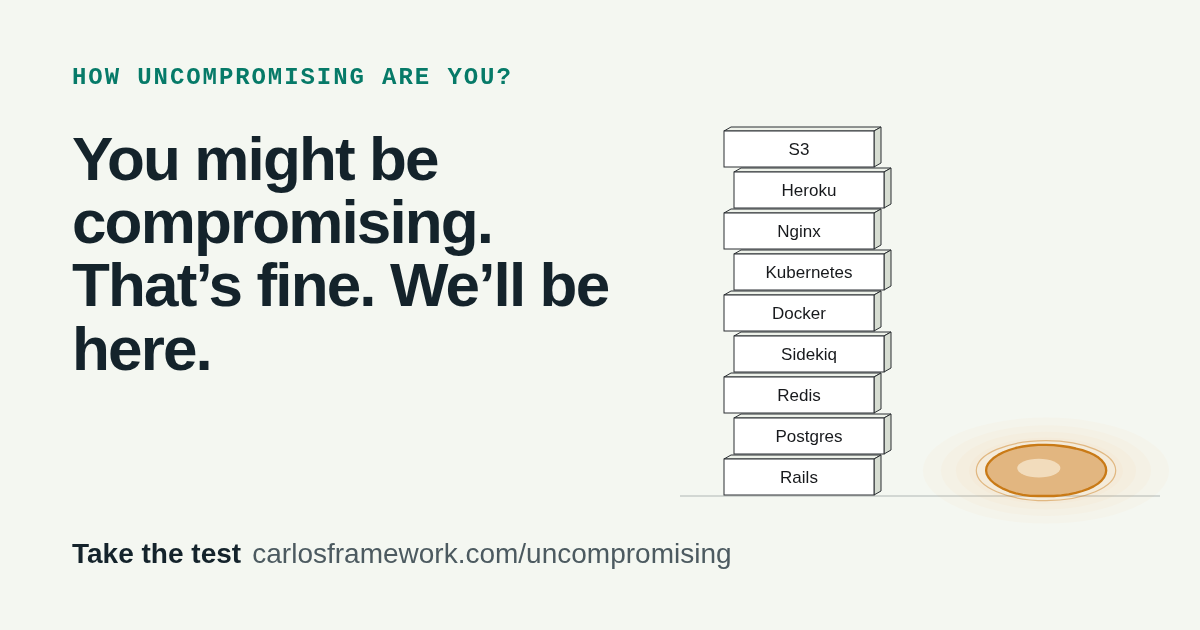 HOW UNCOMPROMISING ARE YOU?
You might be
compromising.
That’s fine. We’ll be
here.
S3
Heroku
Nginx
Kubernetes
Docker
Sidekiq
Redis
Postgres
Rails
Take the test carlosframework.com/uncompromising